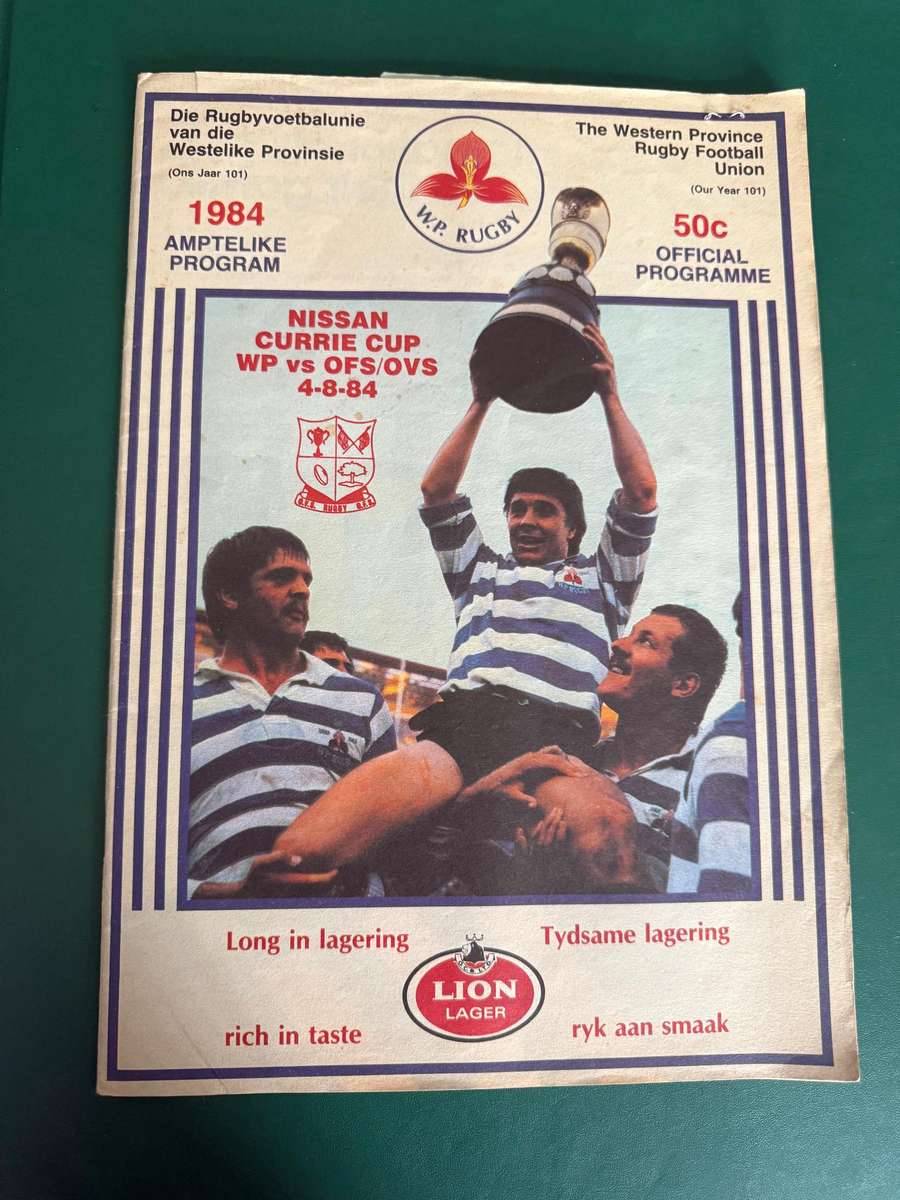 Die Rugbyvoetbalunie
van die
Westelike Provinsie
(Ons Jaar 101)
1984
AMPTELIKE
PROGRAM
W.P. RUGBY
The Western Province
Rugby Football
Union
(Our Year 101)
50c
OFFICIAL
PROGRAMME
NISSAN
CURRIE CUP
WP vs OFS/OVS
4-8-84
RUGBY
Long in lagering
rich in taste
LION
LAGER
Tydsame lagering
ryk aan smaak